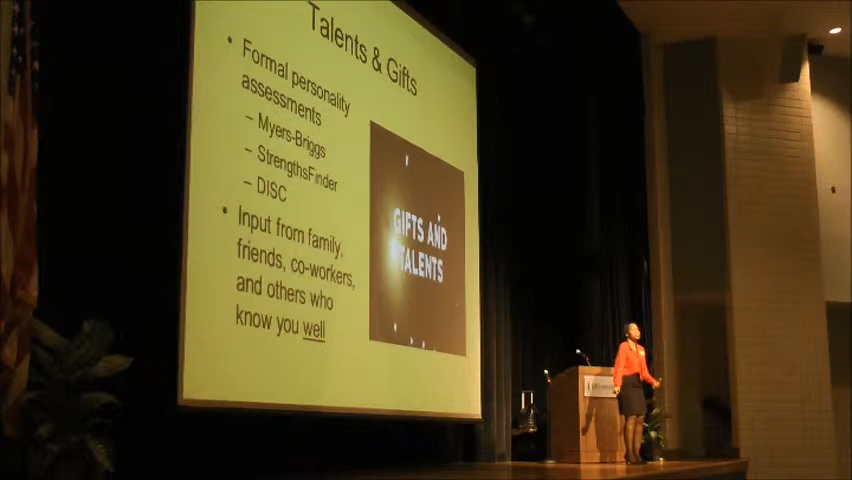 Talents & Gifts
• Formal personality
assessments
– Myers-Briggs
– StrengthsFinder
– DISC
• Input from family,
friends, co-workers,
and others who
know you well
GIFTS AND
TALENTS